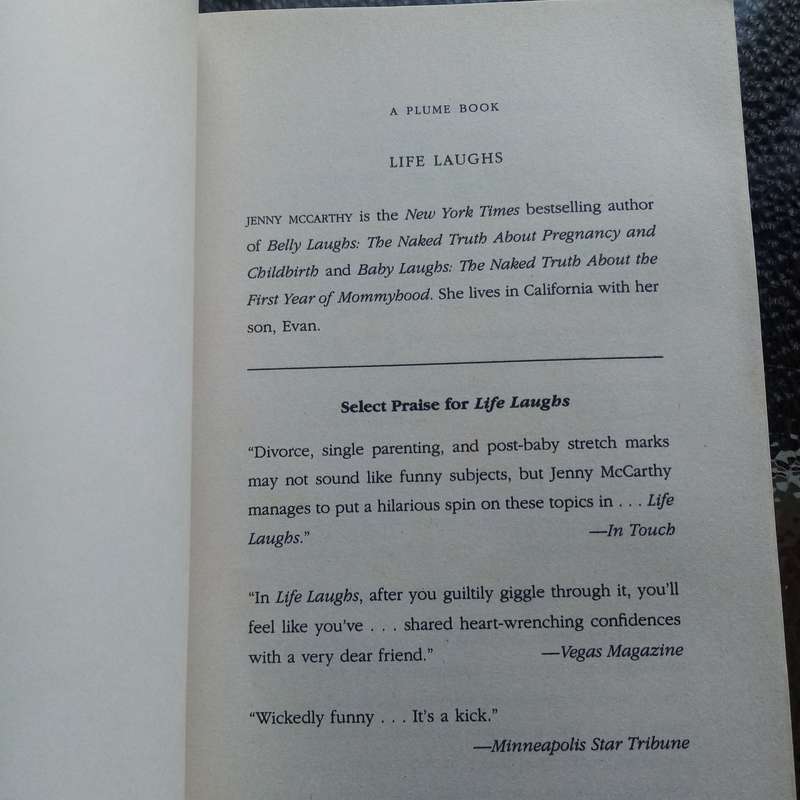 A PLUME BOOK
LIFE LAUGHS
JENNY MCCARTHY is the New York Times bestselling author
of Belly Laughs: The Naked Truth About Pregnancy and
Childbirth and Baby Laughs: The Naked Truth About the
First Year of Mommyhood. She lives in California with her
son, Evan.
Select Praise for Life Laughs
“Divorce, single parenting, and post-baby stretch marks
may not sound like funny subjects, but Jenny McCarthy
manages to put a hilarious spin on these topics in . . . Life
Laughs.” —In Touch
“In Life Laughs, after you guiltily giggle through it, you’ll
feel like you’ve . . . shared heart-wrenching confidences
with a very dear friend.” —Vegas Magazine
“Wickedly funny . . . It’s a kick.”
—Minneapolis Star Tribune